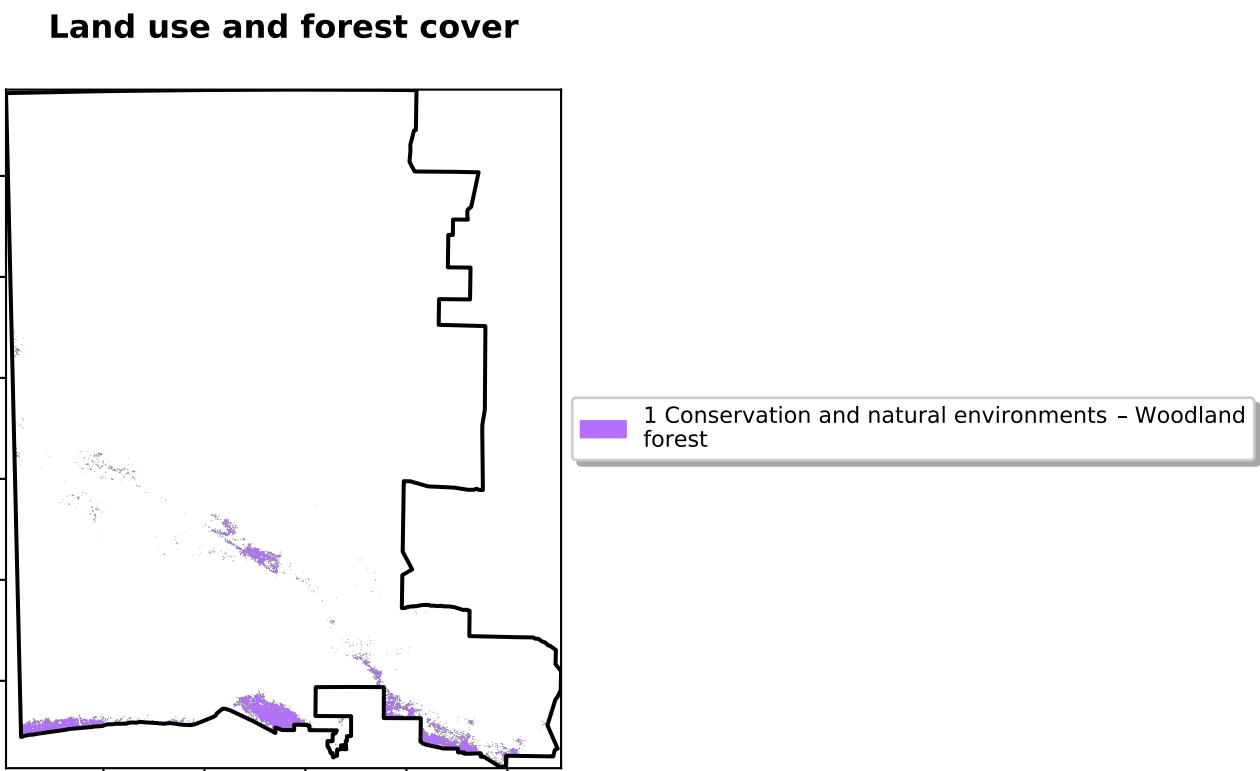 Land use and forest cover
1 Conservation and natural environments – Woodland
forest